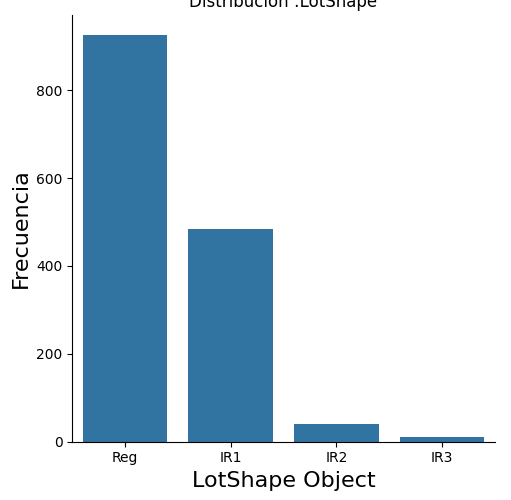 Distribución :LotShape
Frecuencia
800
600
400
200
0
Reg IR1 IR2 IR3
LotShape Object